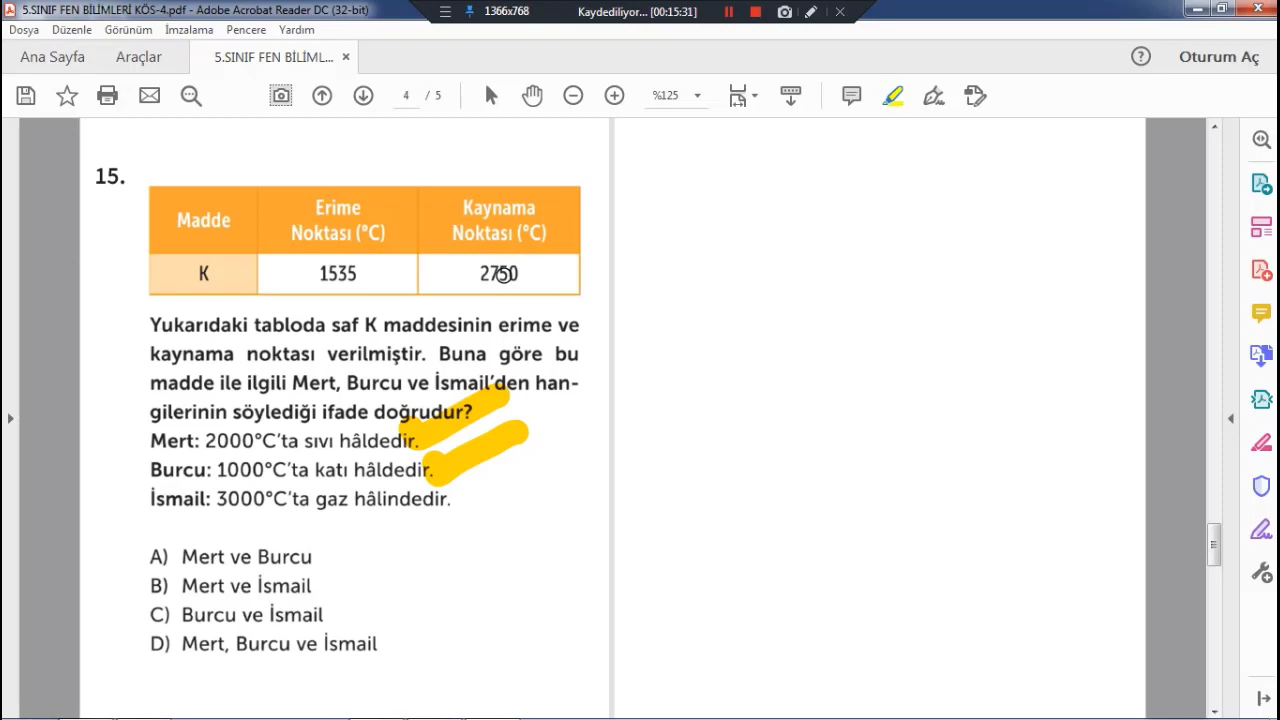 5.SINIF FEN BİLİMLERİ KÖS-4.pdf - Adobe Acrobat Reader DC (32-bit)
1366x768
Kaydediliyor... [00:15:31]
Dosya Düzenle Görünüm İmzalama Pencere Yardım
Ana Sayfa
Araçlar
5.SINIF FEN BİLİML...
Oturum Aç
4 / 5
%125
15.
Madde
Erime
Noktası (°C)
Kaynama
Noktası (°C)
K
1535
2750
Yukarıdaki tabloda saf K maddesinin erime ve
kaynama noktası verilmiştir. Buna göre bu
madde ile ilgili Mert, Burcu ve İsmail’den han-
gilerinin söylediği ifade doğrudur?
Mert: 2000°C’ta sıvı hâldedir.
Burcu: 1000°C’ta katı hâldedir.
İsmail: 3000°C’ta gaz hâlindedir.
A) Mert ve Burcu
B) Mert ve İsmail
C) Burcu ve İsmail
D) Mert, Burcu ve İsmail